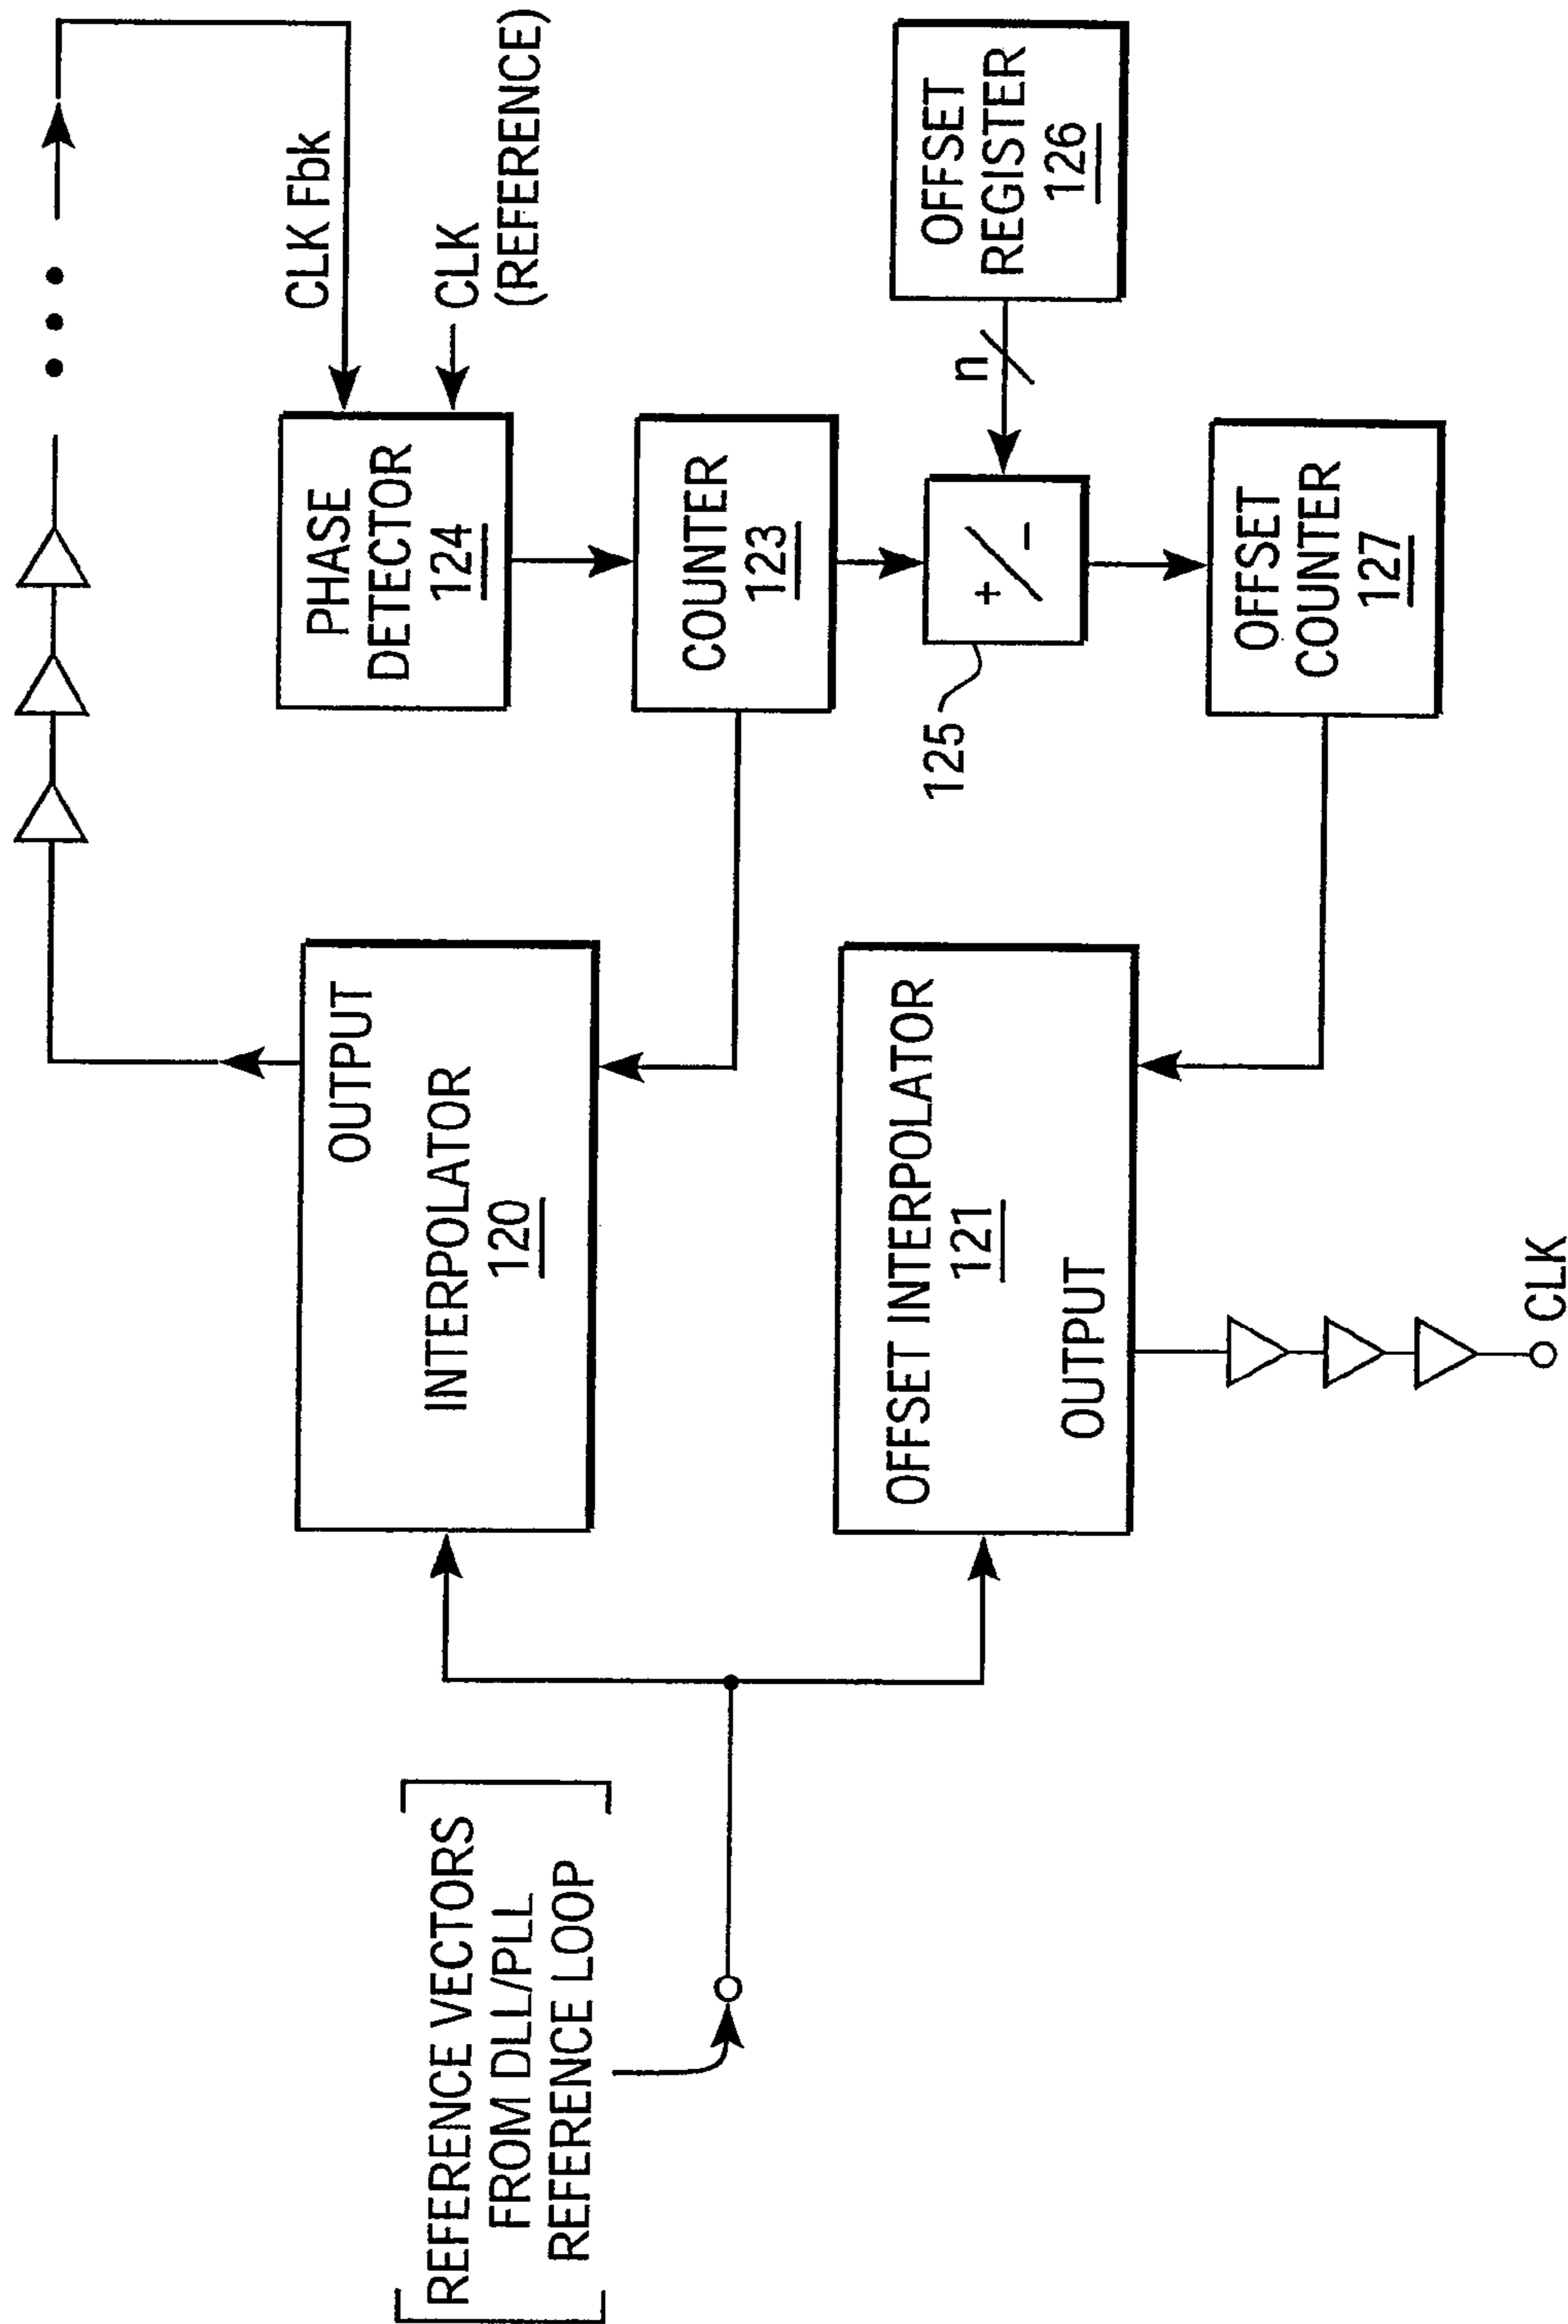 REFERENCE VECTORS
FROM DLL/PLL
REFERENCE LOOP
OUTPUT
INTERPOLATOR
120
OFFSET INTERPOLATOR
121
OUTPUT
CLK
CLK Fbk
CLK
(REFERENCE)
PHASE
DETECTOR
124
COUNTER
123
125
+/−
n
OFFSET
REGISTER
126
OFFSET
COUNTER
127